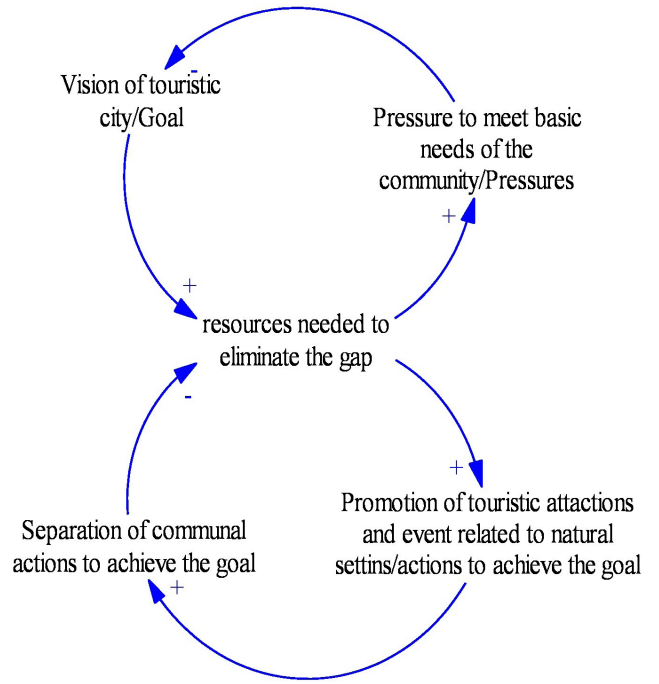 -
Vision of touristic
city/Goal
Pressure to meet basic
needs of the
community/Pressures
+
+
resources needed to
eliminate the gap
-
+
Promotion of touristic attactions
and event related to natural
settins/actions to achieve the goal
Separation of communal
actions to achieve the goal
+